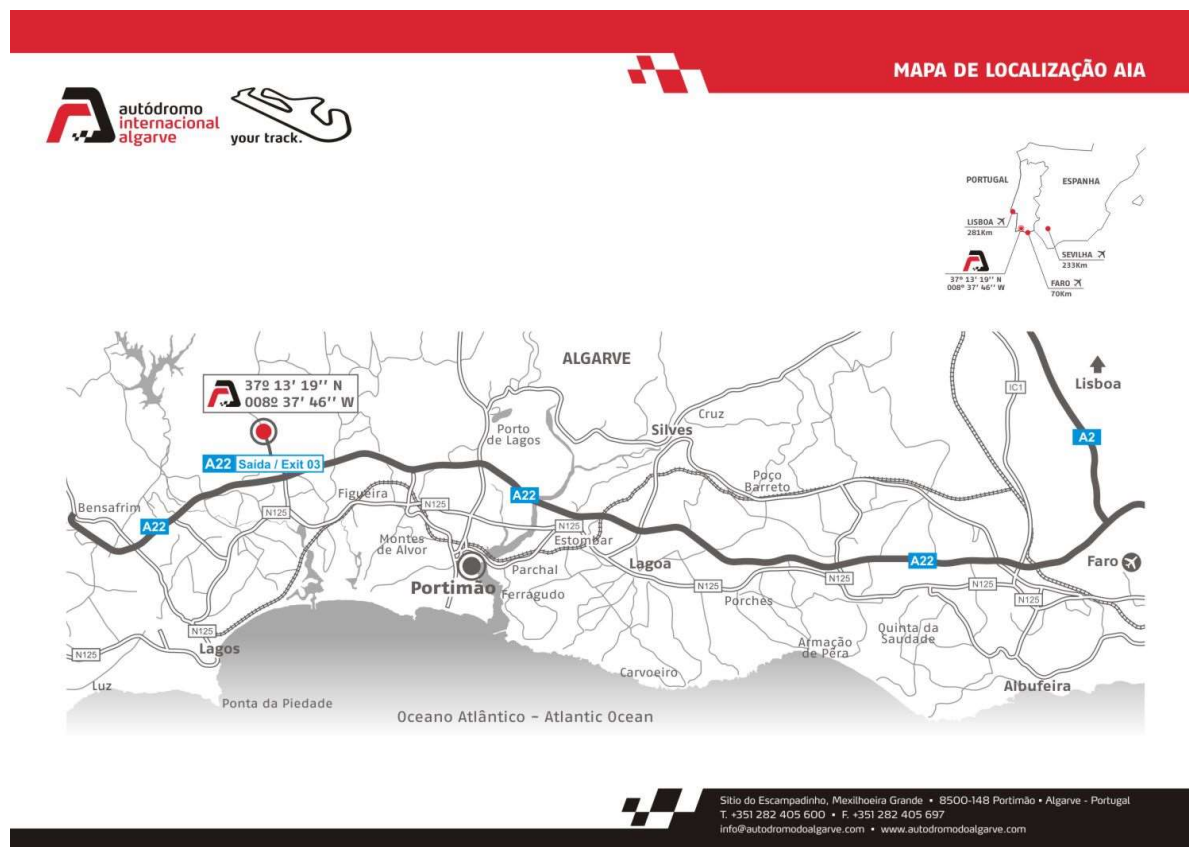 MAPA DE LOCALIZAÇÃO AIA
autódromo
internacional
algarve
your track.
PORTUGAL
ESPANHA
LISBOA
281Km
SEVILHA
233Km
37º 13' 19'' N
008º 37' 46'' W
FARO
70Km
ALGARVE
37º 13' 19'' N
008º 37' 46'' W
Lisboa
IC1
Cruz
Silves
Porto
de Lagos
A2
A22 Saída / Exit 03
Poço
Barreto
Figueira
A22
N125
Bensafrim
N125
A22
N125
Montes
de Alvor
Estombar
Lagoa
A22
Faro
Parchal
Portimão
Ferragudo
N125
N125
N125
N125
Porches
N125
Quinta da
Saudade
Armação
de Pêra
Lagos
N125
Luz
Carvoeiro
Albufeira
Ponta da Piedade
Oceano Atlântico - Atlantic Ocean
Sitio do Escampadinho, Mexilhoeira Grande • 8500-148 Portimão • Algarve - Portugal
T. +351 282 405 600 • F. +351 282 405 697
info@autodromodoalgarve.com • www.autodromodoalgarve.com